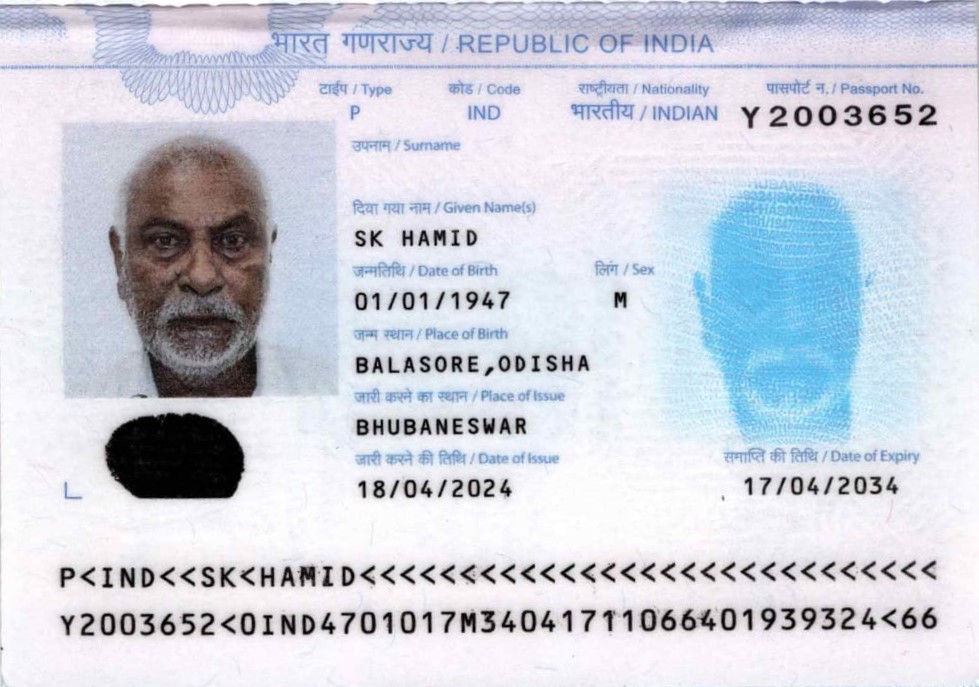 भारत गणराज्य / REPUBLIC OF INDIA
टाईप / Type कोड / Code राष्ट्रीयता / Nationality पासपोर्ट न. / Passport No.
P IND भारतीय / INDIAN Y2003652
उपनाम / Surname
दिया गया नाम / Given Name(s)
SK HAMID
जन्मतिथि / Date of Birth लिंग / Sex
01/01/1947 M
जन्म स्थान / Place of Birth
BALASORE,ODISHA
जारी करने का स्थान / Place of Issue
BHUBANESWAR
जारी करने की तिथि / Date of Issue समाप्ति की तिथि / Date of Expiry
18/04/2024 17/04/2034
P<IND<<SK<HAMID<<<<<<<<<<<<<<<<<<<<<<<<<<<<<
Y2003652<0IND4701017M34041711066401939324<66